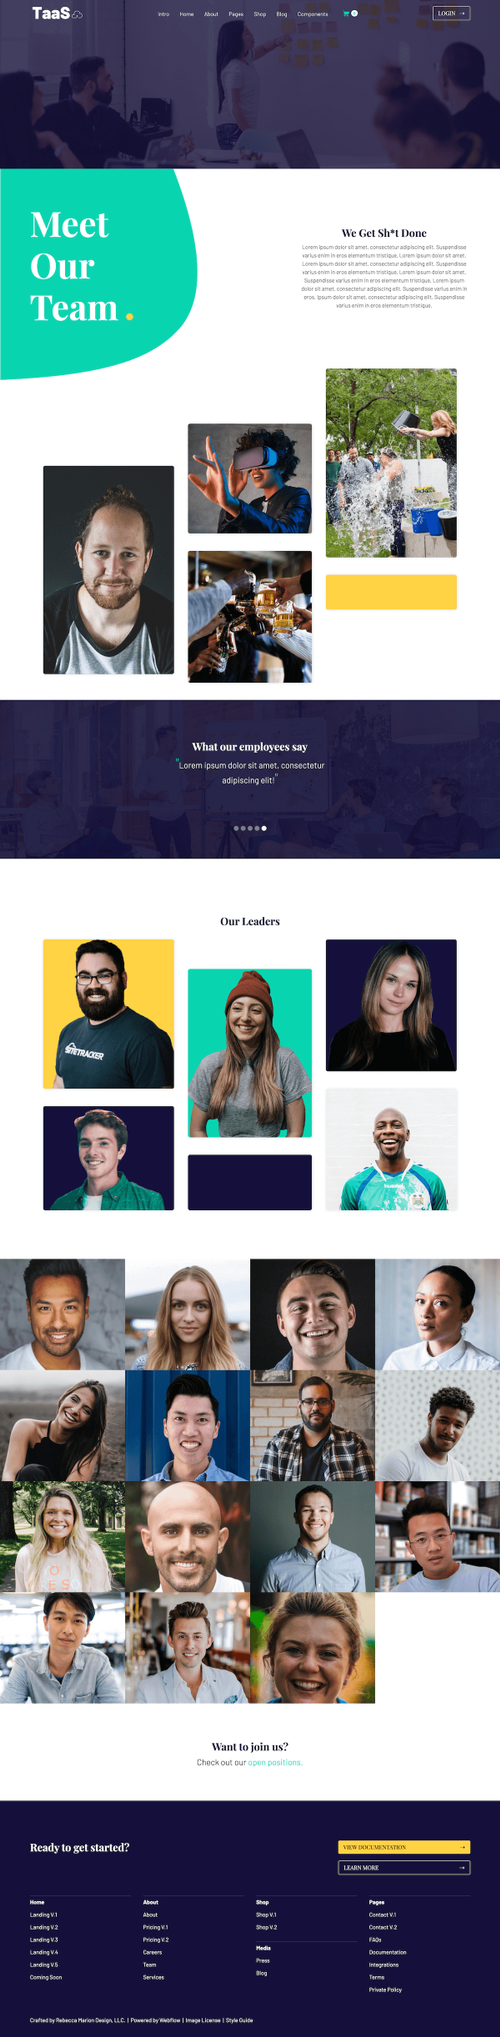 TaaS
Intro Home About Pages Shop Blog Components 0 LOGIN →
Meet
Our
Team .
We Get Sh*t Done
Lorem ipsum dolor sit amet, consectetur adipiscing elit. Suspendisse
varius enim in eros elementum tristique. Lorem ipsum dolor sit amet,
consectetur adipiscing elit. Suspendisse varius enim in eros
elementum tristique. Lorem ipsum dolor sit amet, consectetur adipiscing elit.
Suspendisse varius enim in eros elementum tristique. Lorem ipsum
dolor sit amet, consectetur adipiscing elit. Suspendisse varius enim in
eros. ipsum dolor sit amet, consectetur adipiscing elit. Suspendisse
varius enim in eros elementum tristique.
What our employees say
"Lorem ipsum dolor sit amet, consectetur
adipiscing elit!"
Our Leaders
SITETRACKER
O
ES
Want to join us?
Check out our open positions.
Ready to get started?
VIEW DOCUMENTATION →
LEARN MORE →
Home
Landing V.1
Landing V.2
Landing V.3
Landing V.4
Landing V.5
Coming Soon
About
About
Pricing V.1
Pricing V.2
Careers
Team
Services
Shop
Shop V.1
Shop V.2
Media
Press
Blog
Pages
Contact V.1
Contact V.2
FAQs
Documentation
Integrations
Terms
Private Policy
Crafted by Rebecca Marion Design, LLC. | Powered by Webflow | Image License | Style Guide